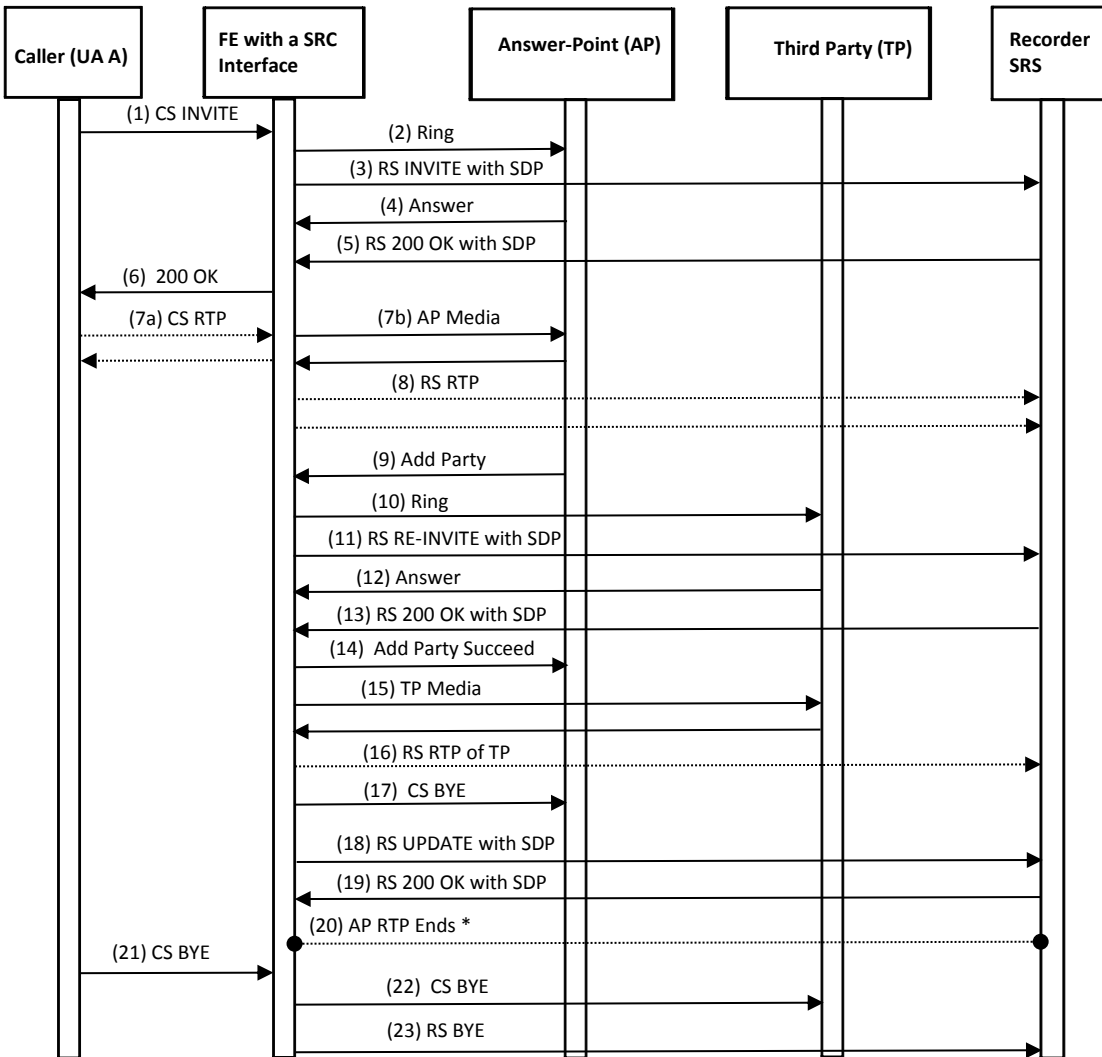 Caller (UA A)
FE with a SRC
Interface
Answer-Point (AP)
Third Party (TP)
Recorder
SRS
(1) CS INVITE
(2) Ring
(3) RS INVITE with SDP
(4) Answer
(5) RS 200 OK with SDP
(6) 200 OK
(7a) CS RTP
(7b) AP Media
(8) RS RTP
(9) Add Party
(10) Ring
(11) RS RE-INVITE with SDP
(12) Answer
(13) RS 200 OK with SDP
(14) Add Party Succeed
(15) TP Media
(16) RS RTP of TP
(17) CS BYE
(18) RS UPDATE with SDP
(19) RS 200 OK with SDP
(20) AP RTP Ends *
(21) CS BYE
(22) CS BYE
(23) RS BYE